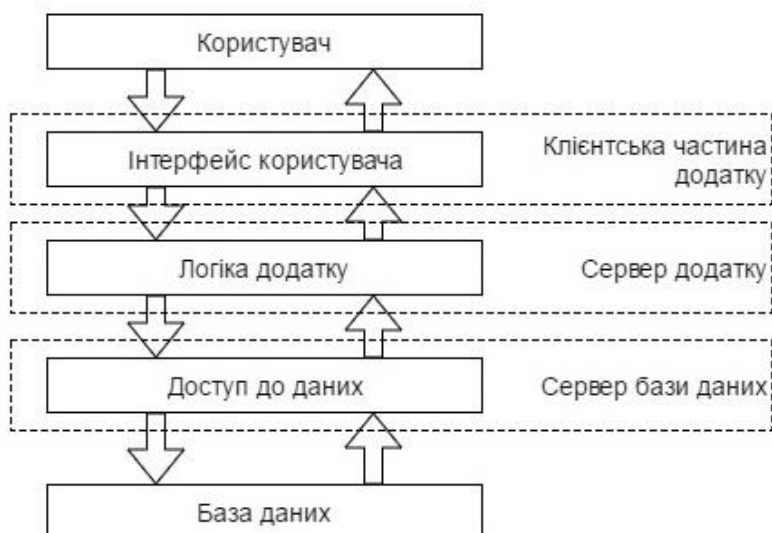 Користувач
Інтерфейс користувача
Клієнтська частина
додатку
Логіка додатку
Сервер додатку
Доступ до даних
Сервер бази даних
База даних